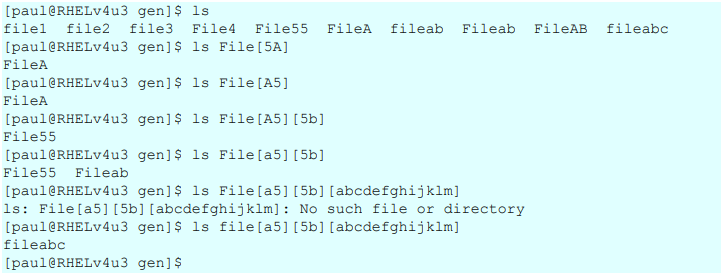 [paul@RHELv4u3 gen]$ ls
file1  file2  file3  File4  File55  FileA  fileab  Fileab  FileAB  fileabc
[paul@RHELv4u3 gen]$ ls File[5A]
FileA
[paul@RHELv4u3 gen]$ ls File[A5]
FileA
[paul@RHELv4u3 gen]$ ls File[A5][5b]
File55
[paul@RHELv4u3 gen]$ ls File[a5][5b]
File55  Fileab
[paul@RHELv4u3 gen]$ ls File[a5][5b][abcdefghijklm]
ls: File[a5][5b][abcdefghijklm]: No such file or directory
[paul@RHELv4u3 gen]$ ls file[a5][5b][abcdefghijklm]
fileabc
[paul@RHELv4u3 gen]$